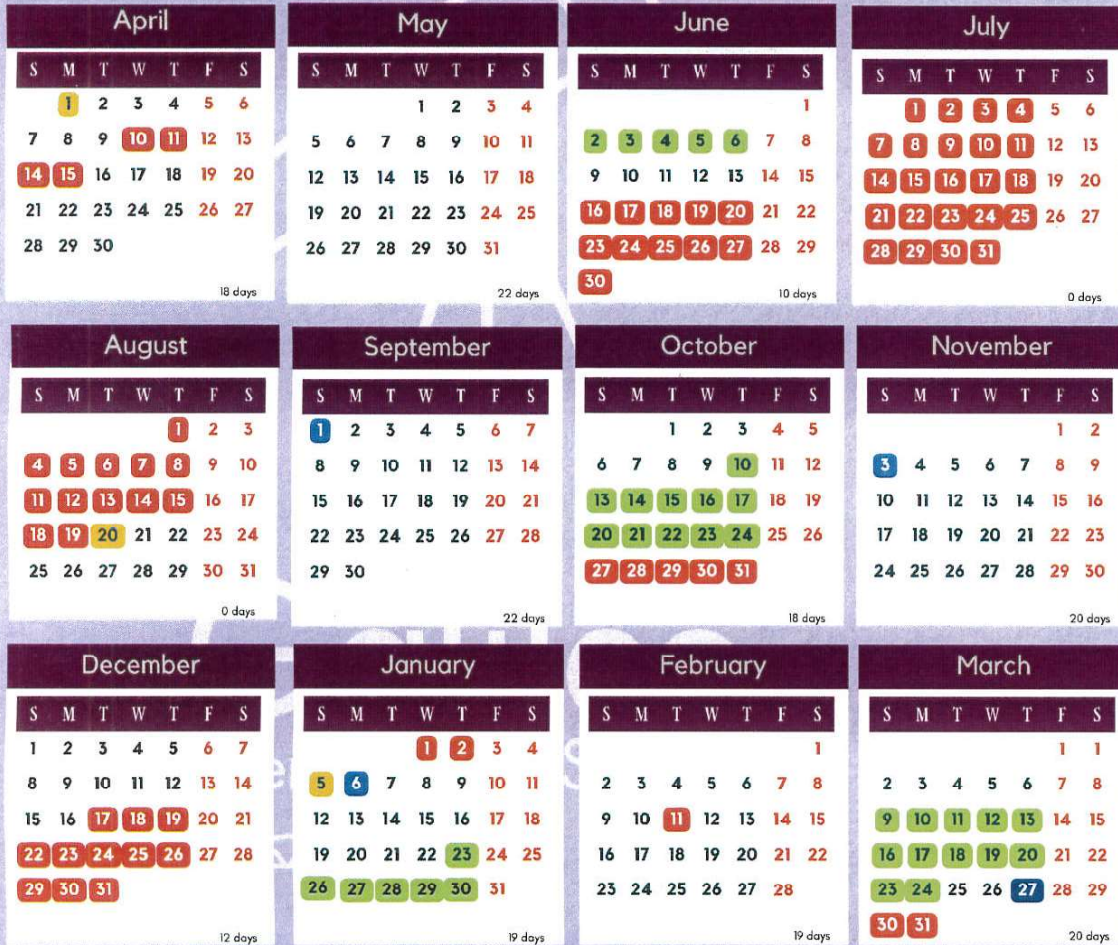 April
S M T W T F S
1 2 3 4 5 6
7 8 9 10 11 12 13
14 15 16 17 18 19 20
21 22 23 24 25 26 27
28 29 30
18 days
May
S M T W T F S
1 2 3 4
5 6 7 8 9 10 11
12 13 14 15 16 17 18
19 20 21 22 23 24 25
26 27 28 29 30 31
22 days
June
S M T W T F S
1
2 3 4 5 6 7 8
9 10 11 12 13 14 15
16 17 18 19 20 21 22
23 24 25 26 27 28 29
30
10 days
July
S M T W T F S
1 2 3 4 5 6
7 8 9 10 11 12 13
14 15 16 17 18 19 20
21 22 23 24 25 26 27
28 29 30 31
0 days
August
S M T W T F S
1 2 3
4 5 6 7 8 9 10
11 12 13 14 15 16 17
18 19 20 21 22 23 24
25 26 27 28 29 30 31
0 days
September
S M T W T F S
1 2 3 4 5 6 7
8 9 10 11 12 13 14
15 16 17 18 19 20 21
22 23 24 25 26 27 28
29 30
22 days
October
S M T W T F S
1 2 3 4 5
6 7 8 9 10 11 12
13 14 15 16 17 18 19
20 21 22 23 24 25 26
27 28 29 30 31
18 days
November
S M T W T F S
1 2
3 4 5 6 7 8 9
10 11 12 13 14 15 16
17 18 19 20 21 22 23
24 25 26 27 28 29 30
20 days
December
S M T W T F S
1 2 3 4 5 6 7
8 9 10 11 12 13 14
15 16 17 18 19 20 21
22 23 24 25 26 27 28
29 30 31
12 days
January
S M T W T F S
1 2 3 4
5 6 7 8 9 10 11
12 13 14 15 16 17 18
19 20 21 22 23 24 25
26 27 28 29 30 31
19 days
February
S M T W T F S
1
2 3 4 5 6 7 8
9 10 11 12 13 14 15
16 17 18 19 20 21 22
23 24 25 26 27 28
19 days
March
S M T W T F S
1 1
2 3 4 5 6 7 8
9 10 11 12 13 14 15
16 17 18 19 20 21 22
23 24 25 26 27 28 29
30 31
20 days